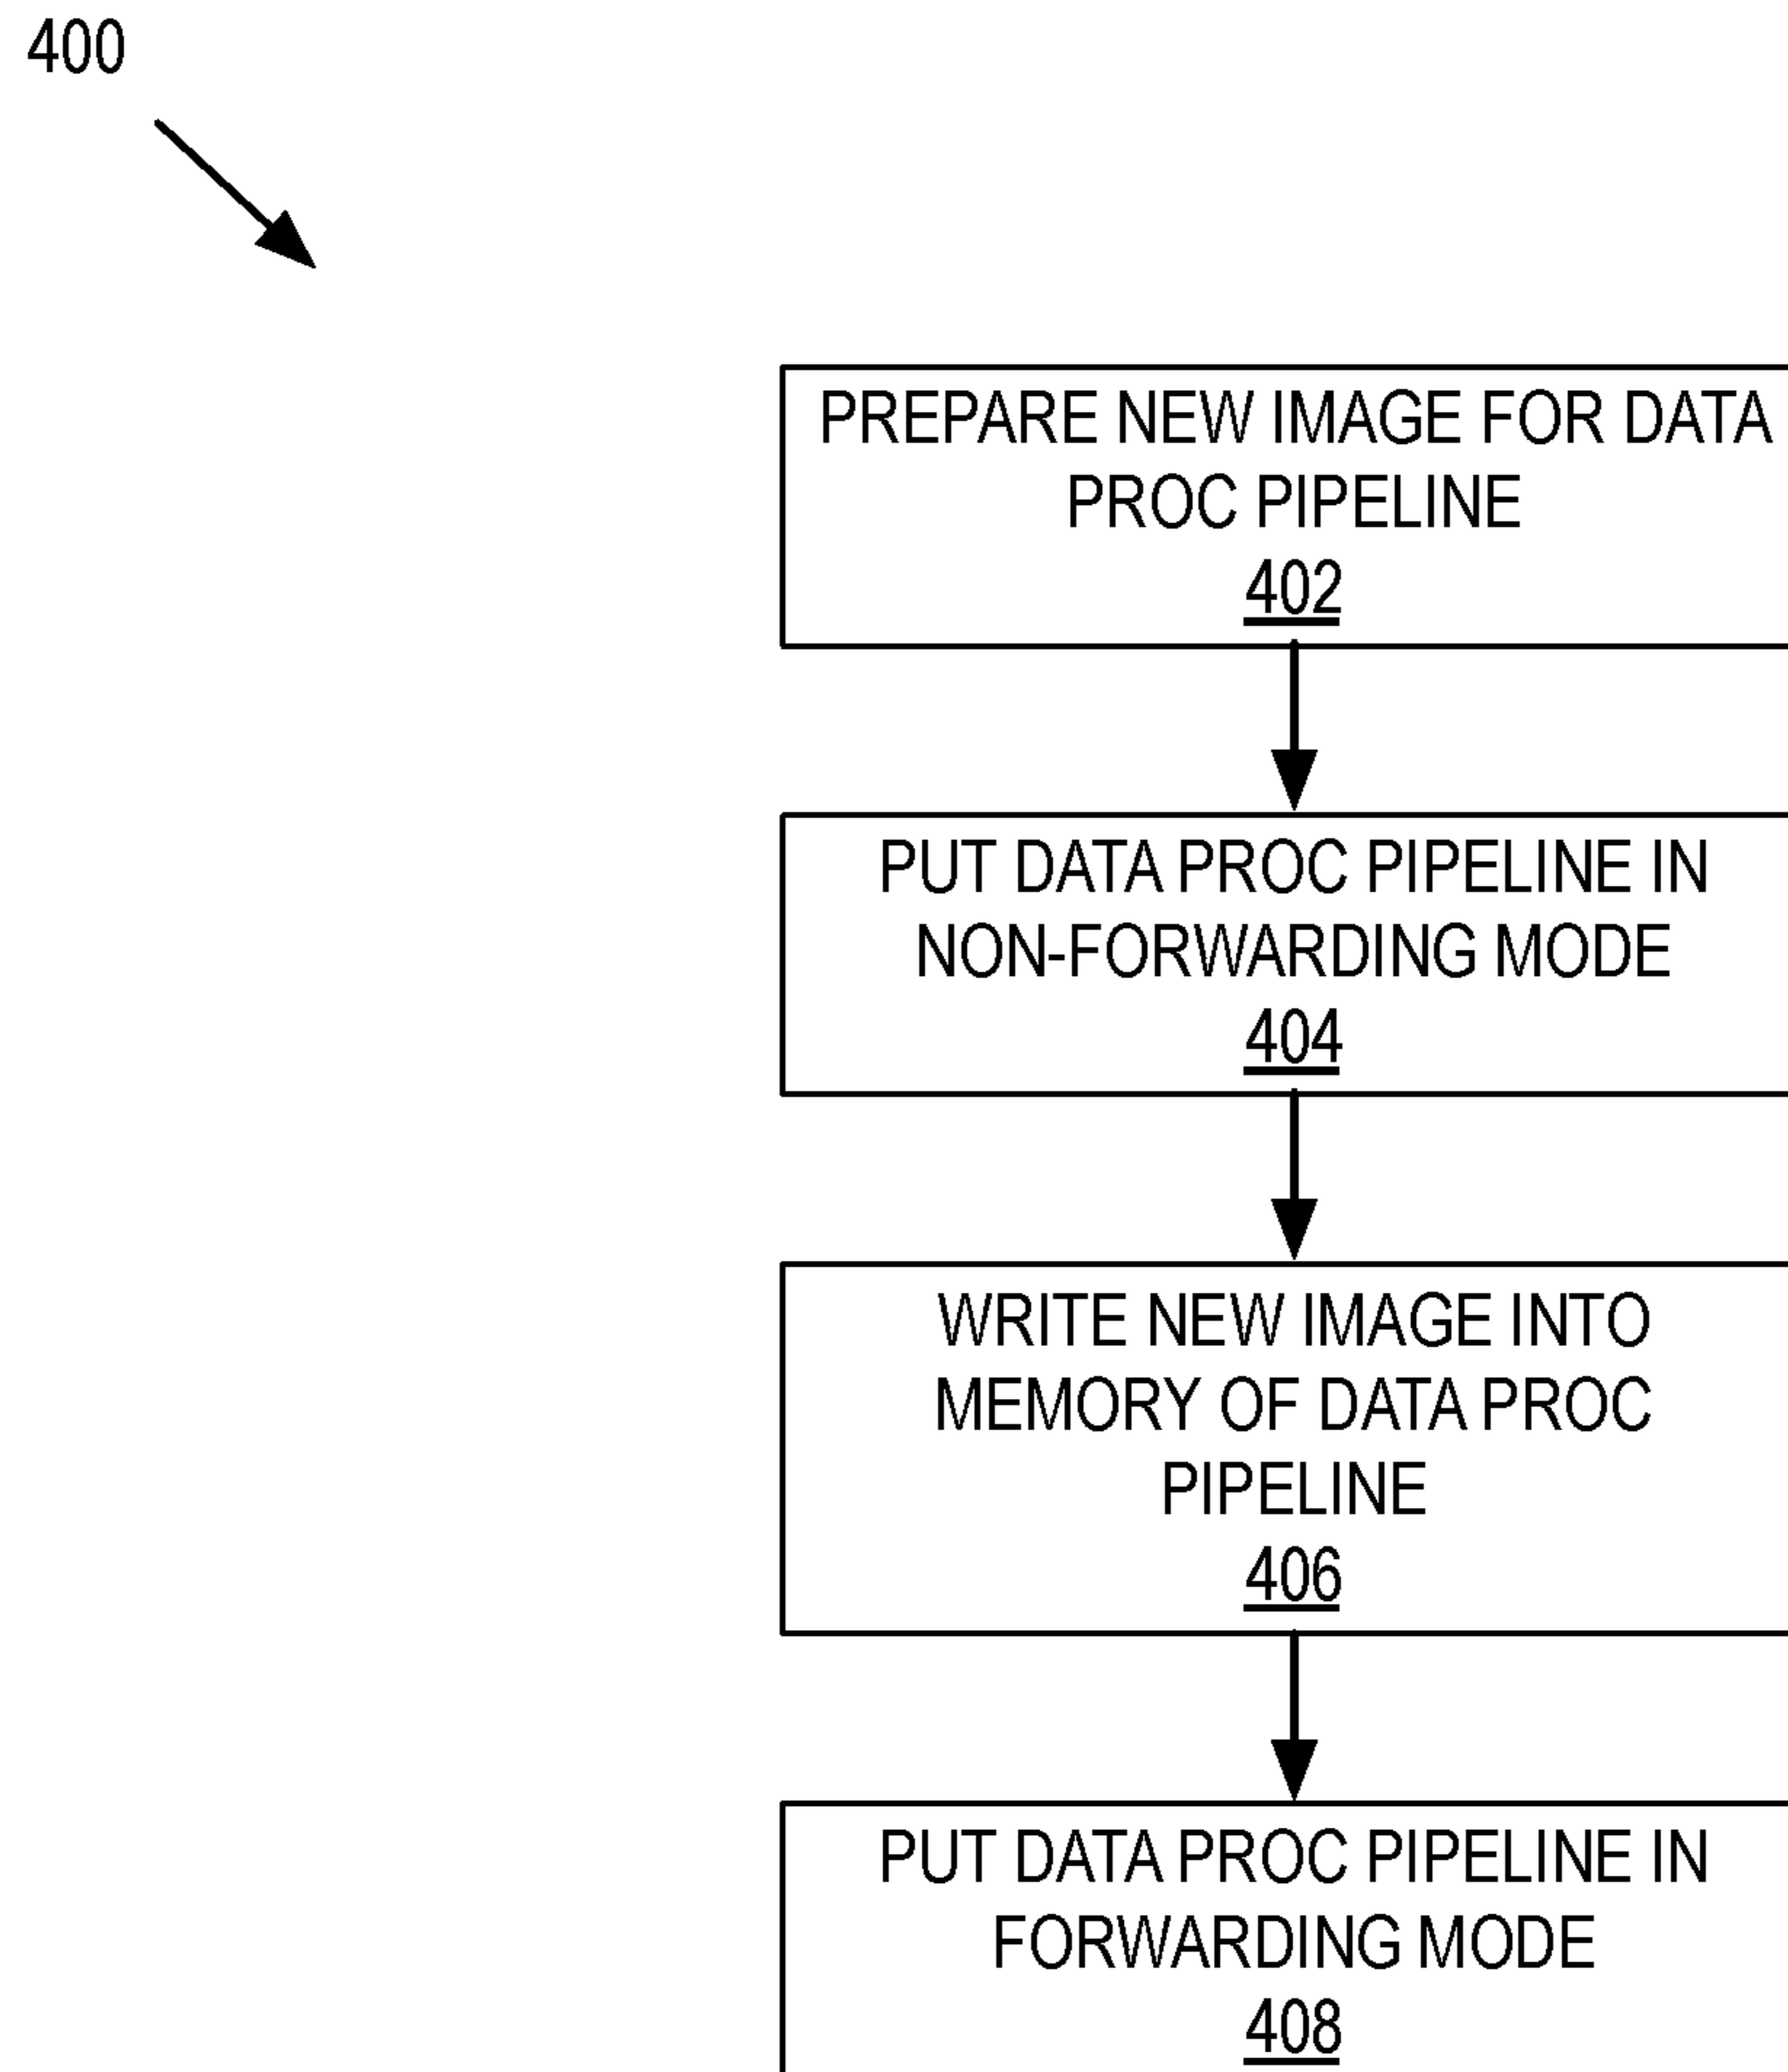 400
PREPARE NEW IMAGE FOR DATA
PROC PIPELINE
402
PUT DATA PROC PIPELINE IN
NON-FORWARDING MODE
404
WRITE NEW IMAGE INTO
MEMORY OF DATA PROC
PIPELINE
406
PUT DATA PROC PIPELINE IN
FORWARDING MODE
408